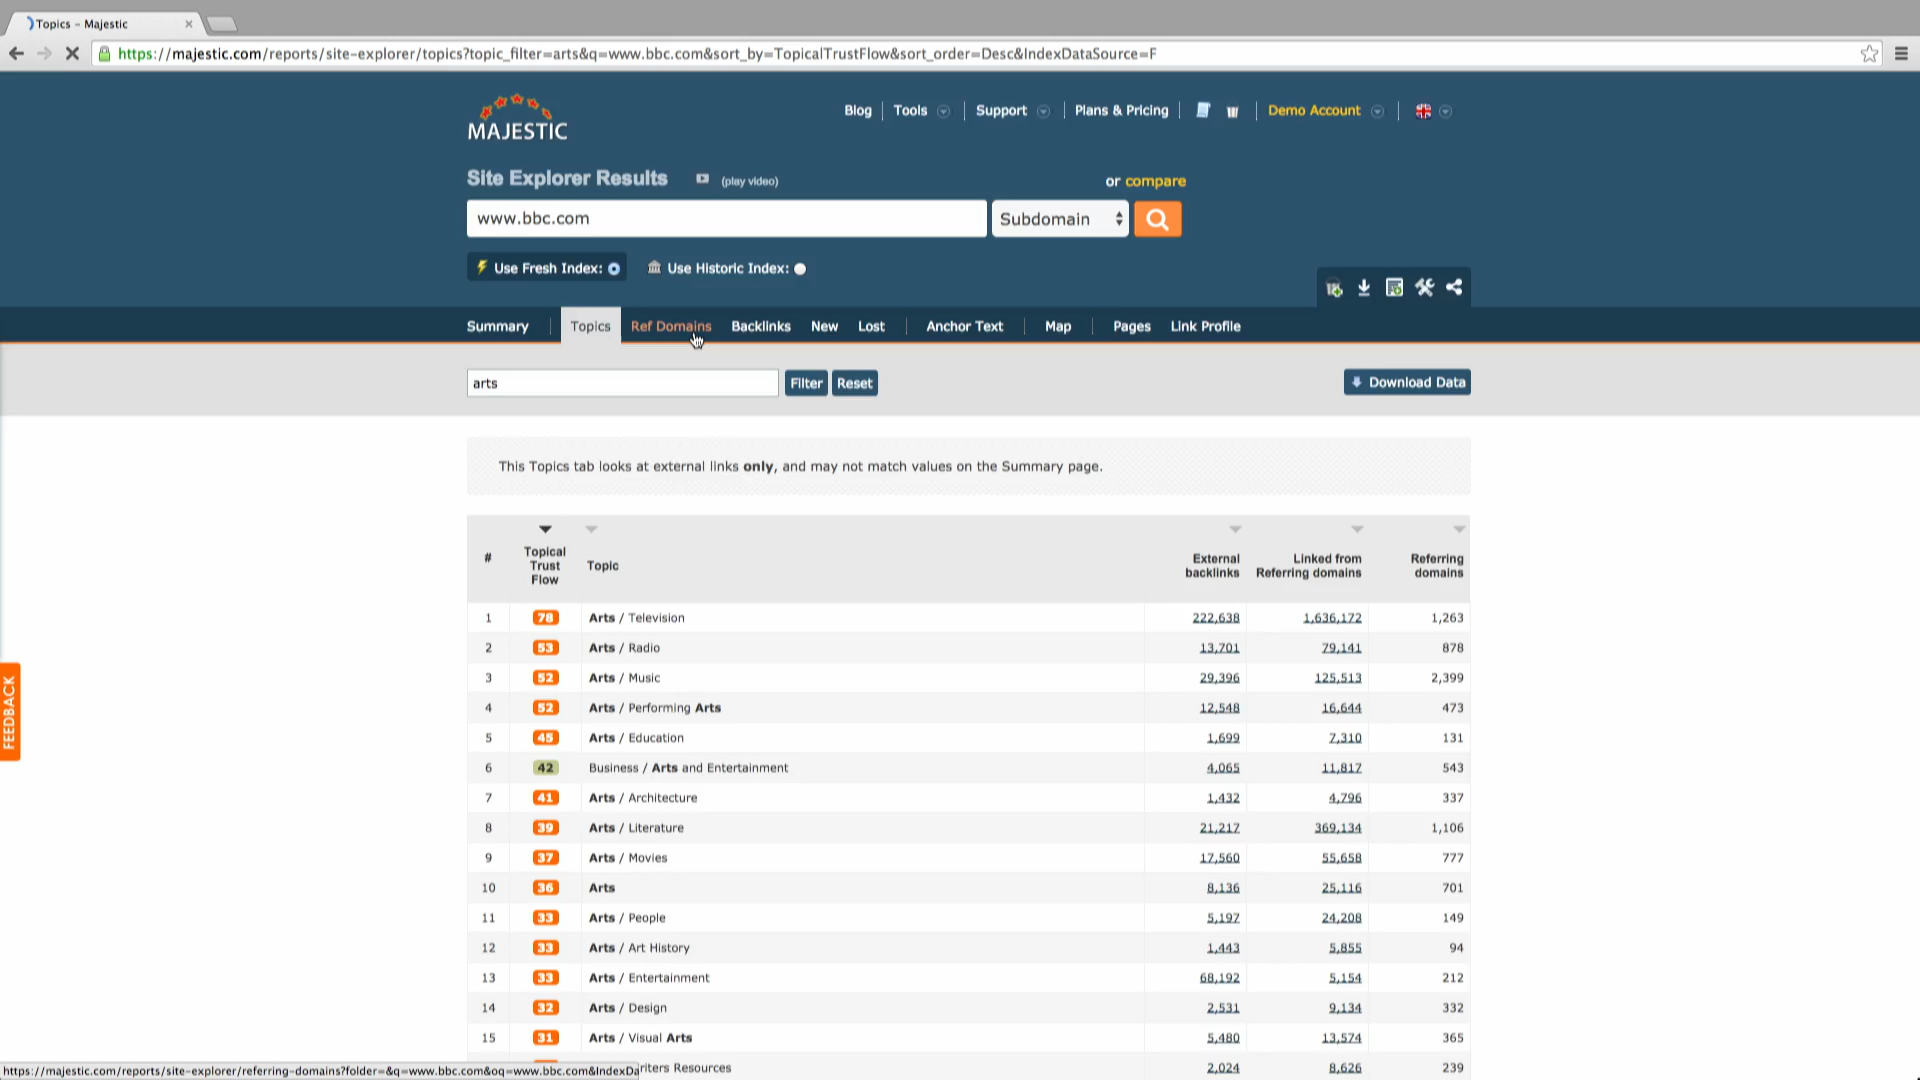 Topics – Majestic
https://majestic.com/reports/site-explorer/topics?topic_filter=arts&q=www.bbc.com&sort_by=TopicalTrustFlow&sort_order=Desc&IndexDataSource=F
MAJESTIC
Blog Tools Support Plans & Pricing Demo Account
Site Explorer Results (play video) or compare
www.bbc.com Subdomain
Use Fresh Index: Use Historic Index:
Summary Topics Ref Domains Backlinks New Lost Anchor Text Map Pages Link Profile
arts Filter Reset Download Data
This Topics tab looks at external links only, and may not match values on the Summary page.
# Topical Trust Flow Topic External backlinks Linked from Referring domains Referring domains
1 78 Arts / Television 222,638 1,636,172 1,263
2 53 Arts / Radio 13,701 79,141 878
3 52 Arts / Music 29,396 125,513 2,399
4 52 Arts / Performing Arts 12,548 16,644 473
5 45 Arts / Education 1,699 7,310 131
6 42 Business / Arts and Entertainment 4,065 11,817 543
7 41 Arts / Architecture 1,432 4,796 337
8 39 Arts / Literature 21,217 369,134 1,106
9 37 Arts / Movies 17,560 55,658 777
10 36 Arts 8,136 25,116 701
11 33 Arts / People 5,197 24,208 149
12 33 Arts / Art History 1,443 5,855 94
13 33 Arts / Entertainment 68,192 5,154 212
14 32 Arts / Design 2,531 9,134 332
15 31 Arts / Visual Arts 5,480 13,574 365
riters Resources 2,024 8,626 239
FEEDBACK
https://majestic.com/reports/site-explorer/referring-domains?folder=&q=www.bbc.com&oq=www.bbc.com&IndexDa